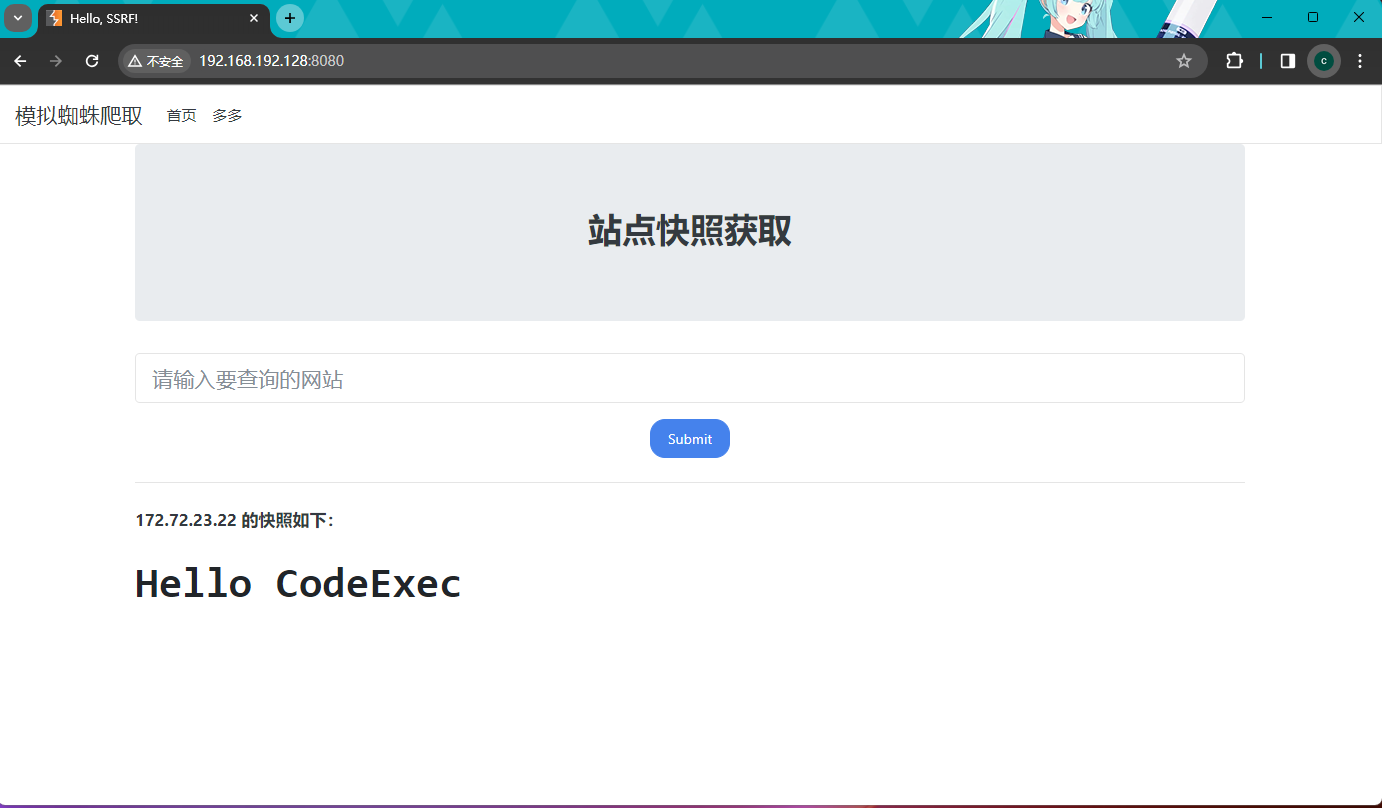 Hello, SSRF!
不安全 192.168.192.128:8080
C
模拟蜘蛛爬取 首页 多多
站点快照获取
请输入要查询的网站
Submit
172.72.23.22 的快照如下：
Hello CodeExec